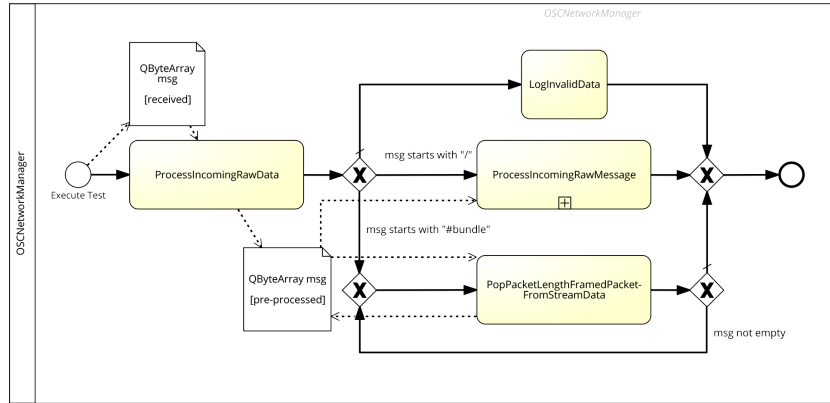 OSCNetworkManager
OSCNetworkManager
QByteArray
msg
[received]
LogInvalidData
msg starts with "/"
ProcessIncomingRawData
ProcessIncomingRawMessage
Execute Test
msg starts with "#bundle"
QByteArray msg
[pre-processed]
PopPacketLengthFramedPacket-
FromStreamData
msg not empty